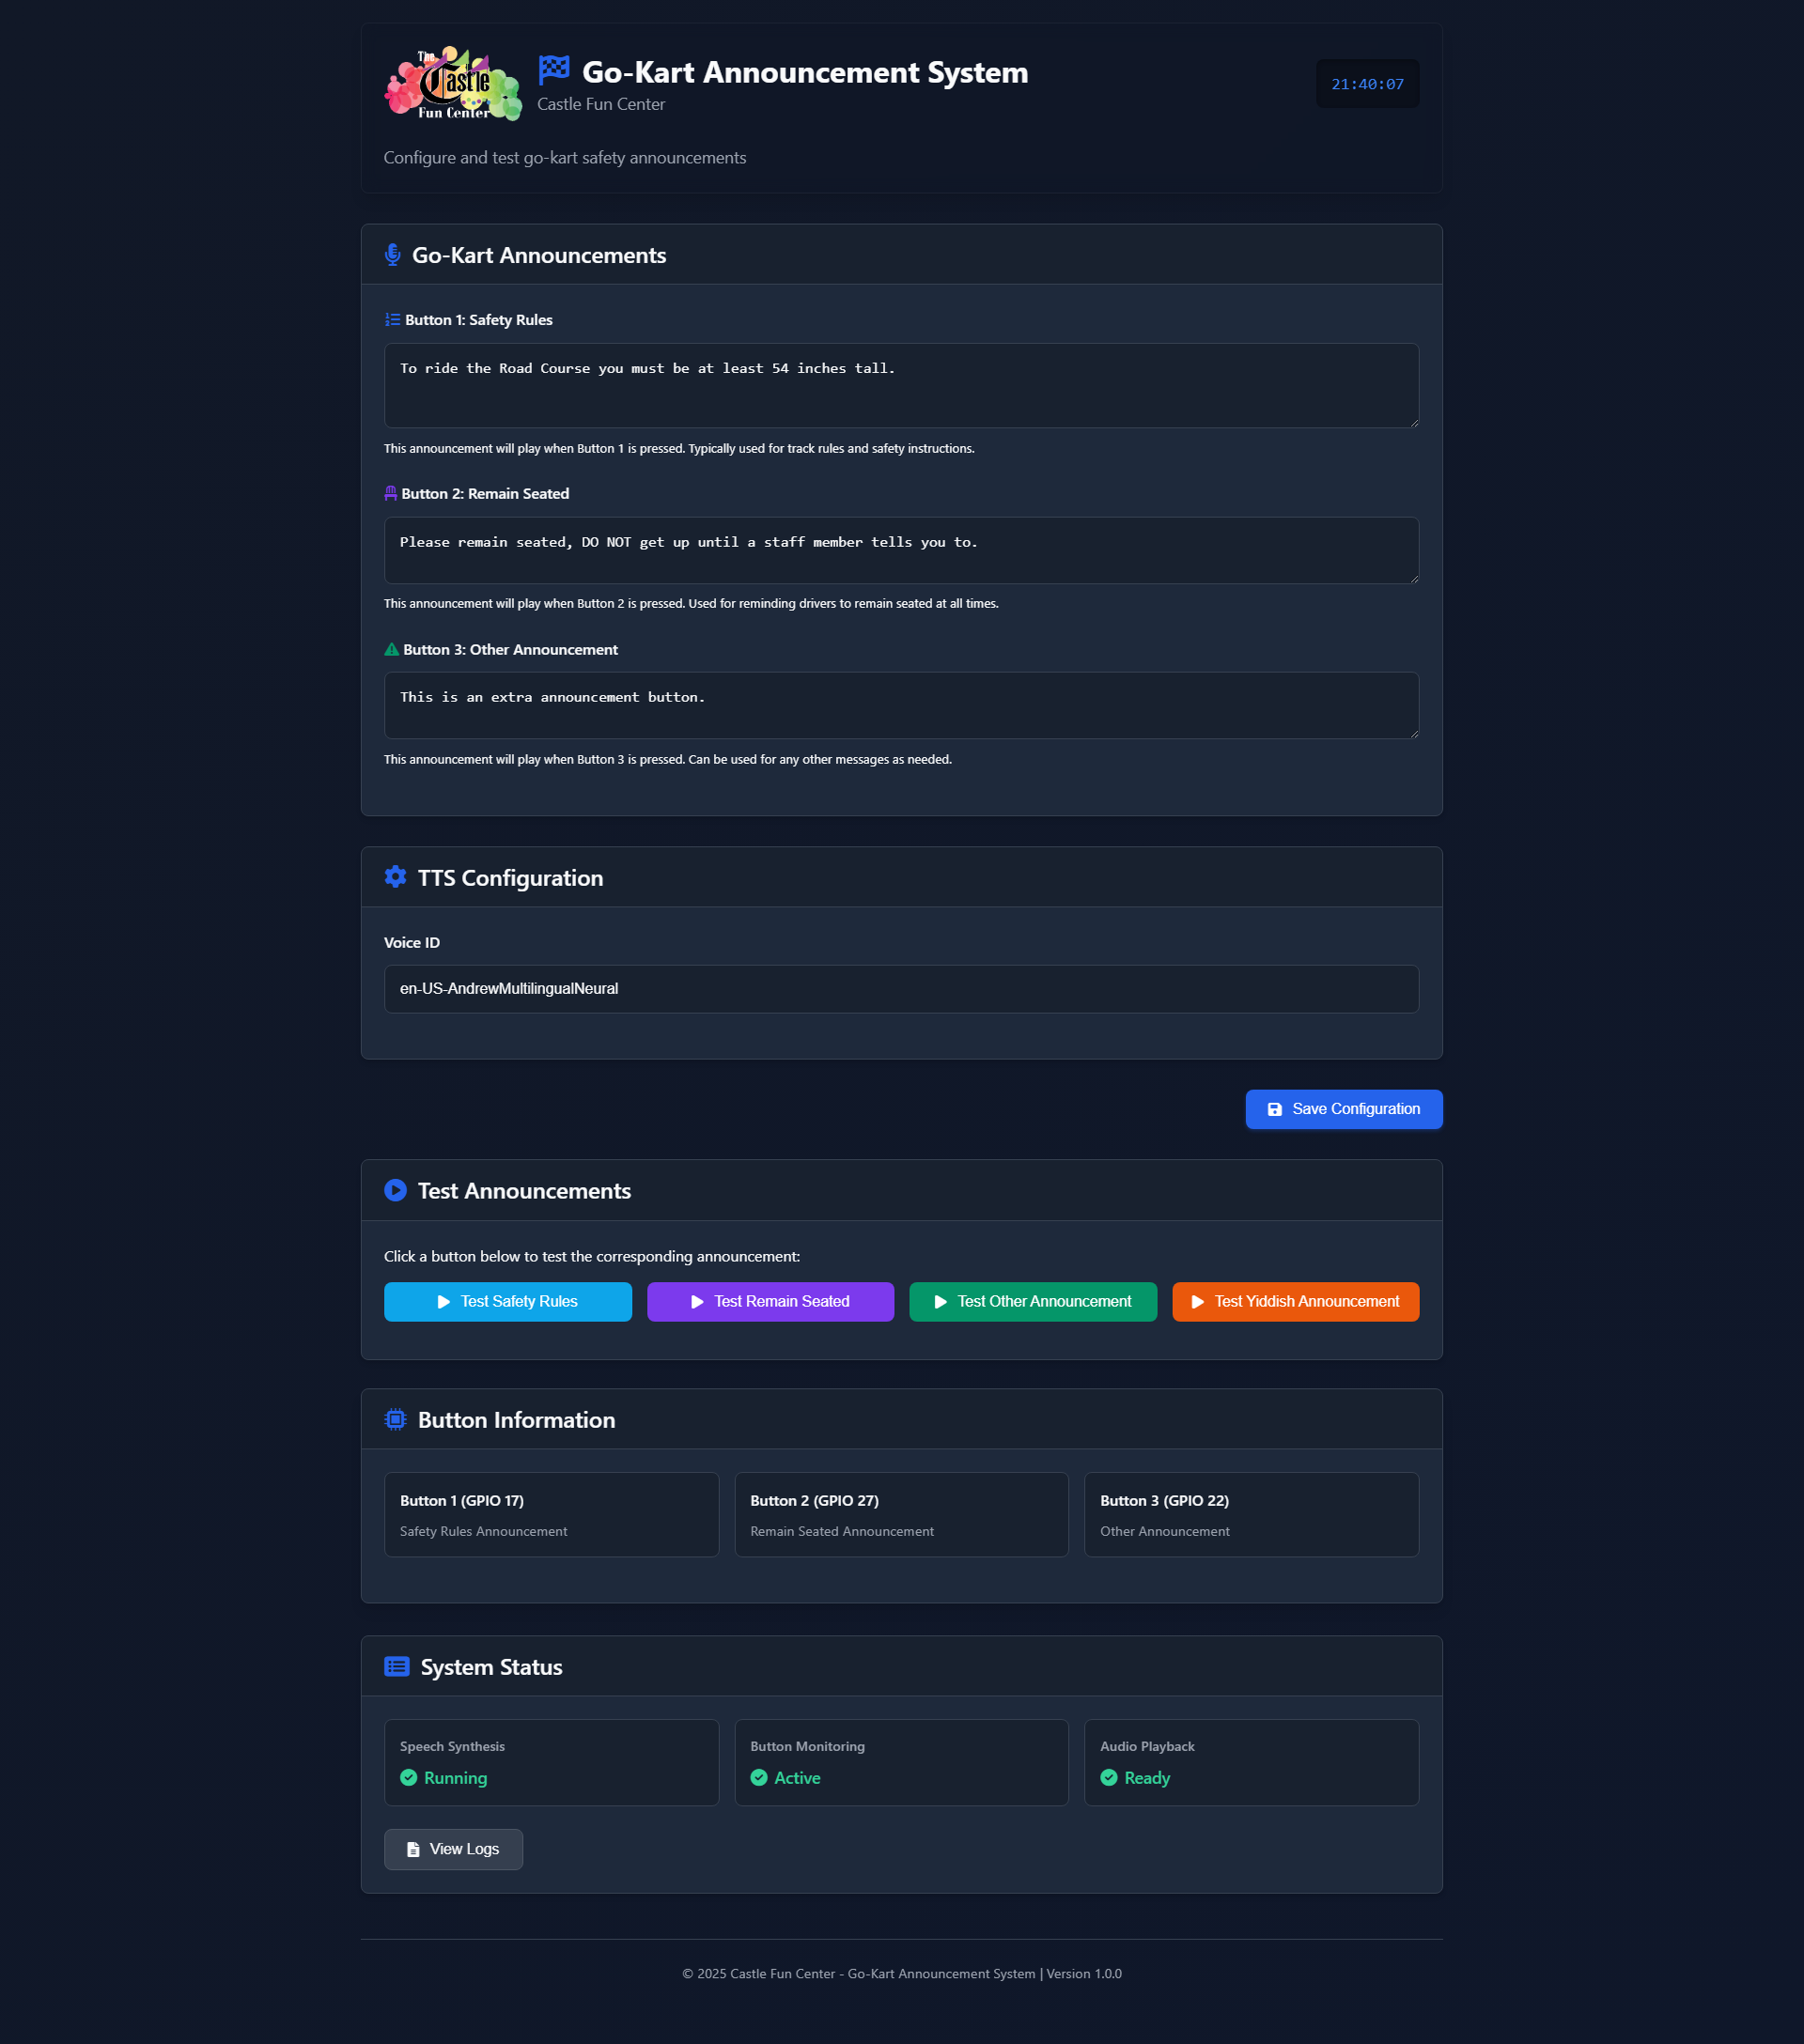 The
Castle
Fun Center
Go-Kart Announcement System
Castle Fun Center
21:40:07
Configure and test go-kart safety announcements
Go-Kart Announcements
Button 1: Safety Rules
To ride the Road Course you must be at least 54 inches tall.
This announcement will play when Button 1 is pressed. Typically used for track rules and safety instructions.
Button 2: Remain Seated
Please remain seated, DO NOT get up until a staff member tells you to.
This announcement will play when Button 2 is pressed. Used for reminding drivers to remain seated at all times.
Button 3: Other Announcement
This is an extra announcement button.
This announcement will play when Button 3 is pressed. Can be used for any other messages as needed.
TTS Configuration
Voice ID
en-US-AndrewMultilingualNeural
Save Configuration
Test Announcements
Click a button below to test the corresponding announcement:
Test Safety Rules
Test Remain Seated
Test Other Announcement
Test Yiddish Announcement
Button Information
Button 1 (GPIO 17)
Safety Rules Announcement
Button 2 (GPIO 27)
Remain Seated Announcement
Button 3 (GPIO 22)
Other Announcement
System Status
Speech Synthesis
Running
Button Monitoring
Active
Audio Playback
Ready
View Logs
© 2025 Castle Fun Center - Go-Kart Announcement System | Version 1.0.0